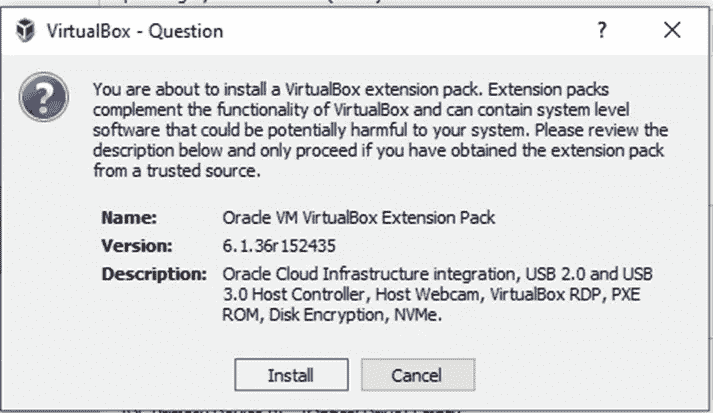 VirtualBox - Question
?
You are about to install a VirtualBox extension pack. Extension packs
complement the functionality of VirtualBox and can contain system level
software that could be potentially harmful to your system. Please review the
description below and only proceed if you have obtained the extension pack
from a trusted source.
Name: Oracle VM VirtualBox Extension Pack
Version: 6.1.36r152435
Description: Oracle Cloud Infrastructure integration, USB 2.0 and USB
3.0 Host Controller, Host Webcam, VirtualBox RDP, PXE
ROM, Disk Encryption, NVMe.
Install Cancel